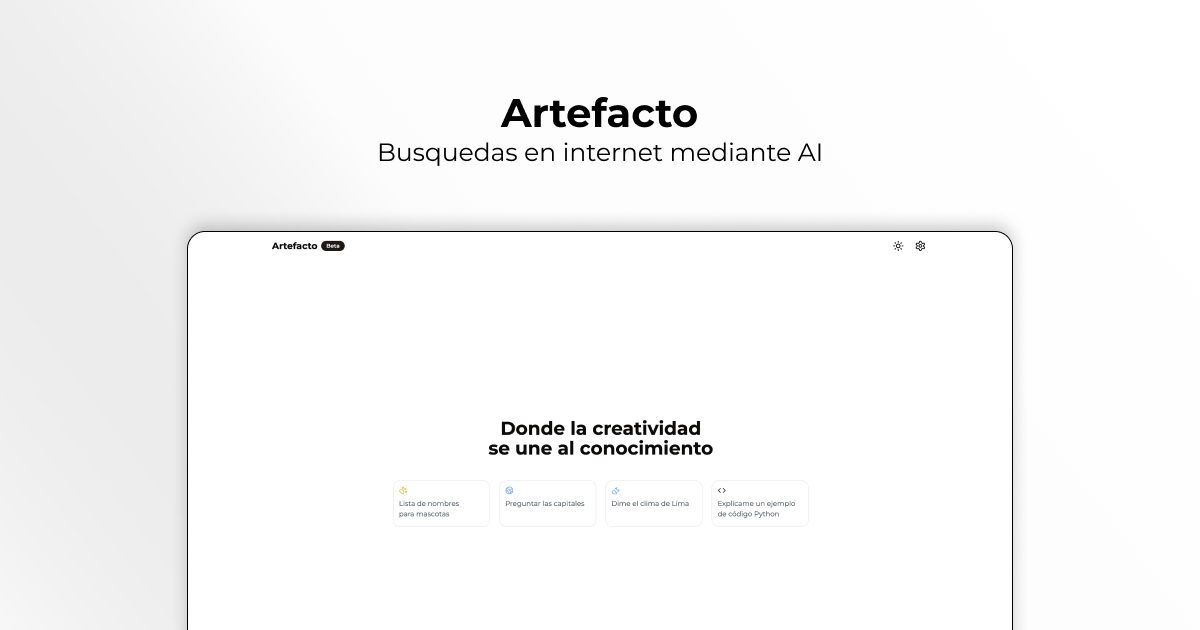 Artefacto
Busquedas en internet mediante AI
Artefacto Beta
Donde la creatividad
se une al conocimiento
Lista de nombres
para mascotas
Preguntar las capitales
Dime el clima de Lima
Explicame un ejemplo
de código Python